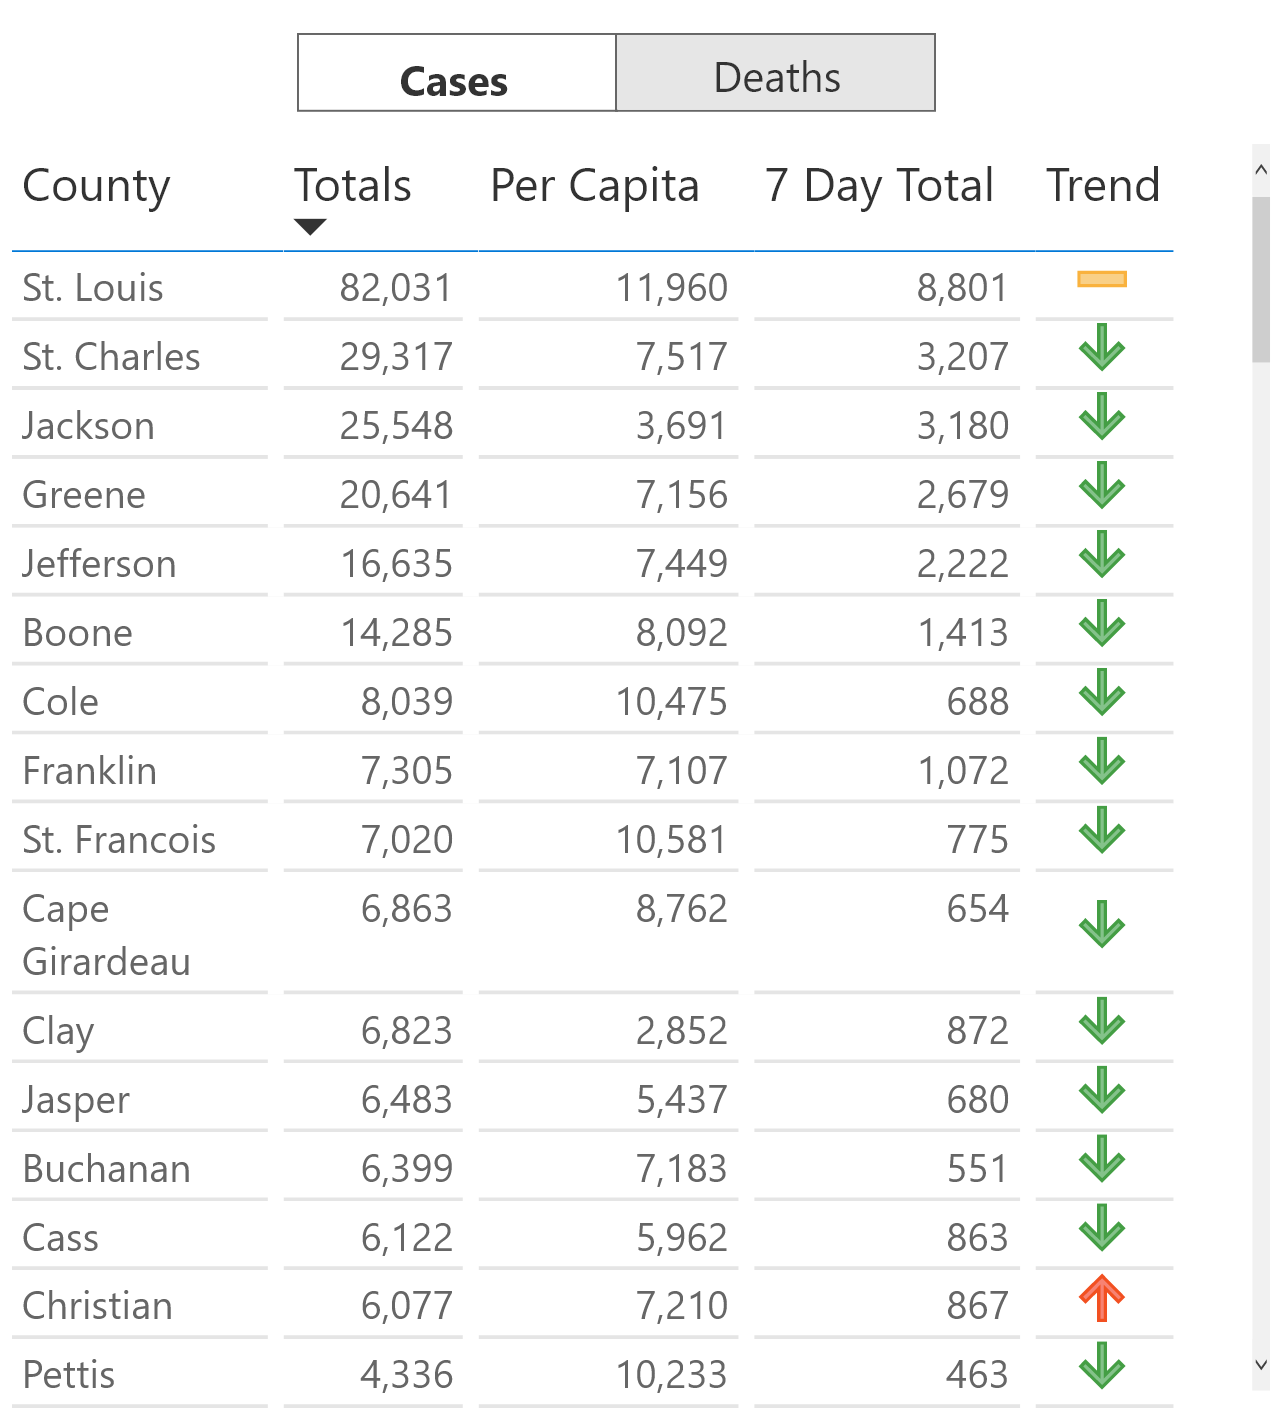 Cases Deaths
County Totals Per Capita 7 Day Total Trend
St. Louis 82,031 11,960 8,801
St. Charles 29,317 7,517 3,207
Jackson 25,548 3,691 3,180
Greene 20,641 7,156 2,679
Jefferson 16,635 7,449 2,222
Boone 14,285 8,092 1,413
Cole 8,039 10,475 688
Franklin 7,305 7,107 1,072
St. Francois 7,020 10,581 775
Cape 6,863 8,762 654
Girardeau
Clay 6,823 2,852 872
Jasper 6,483 5,437 680
Buchanan 6,399 7,183 551
Cass 6,122 5,962 863
Christian 6,077 7,210 867
Pettis 4,336 10,233 463